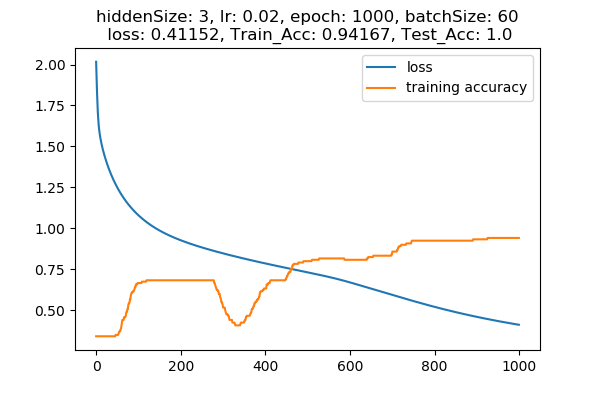 hiddenSize: 3, lr: 0.02, epoch: 1000, batchSize: 60
loss: 0.41152, Train_Acc: 0.94167, Test_Acc: 1.0
loss
training accuracy
2.00
1.75
1.50
1.25
1.00
0.75
0.50
0 200 400 600 800 1000